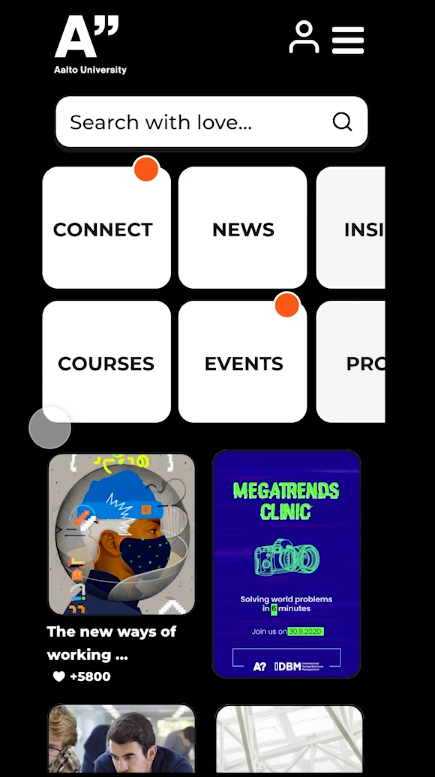 A”
Aalto University
Search with love...
CONNECT
NEWS
INSI
COURSES
EVENTS
PRO
MEGATRENDS
CLINIC
Solving world problems
in 6 minutes
Join us on 30.9.2020
A? IDBM
The new ways of
working ...
+5800